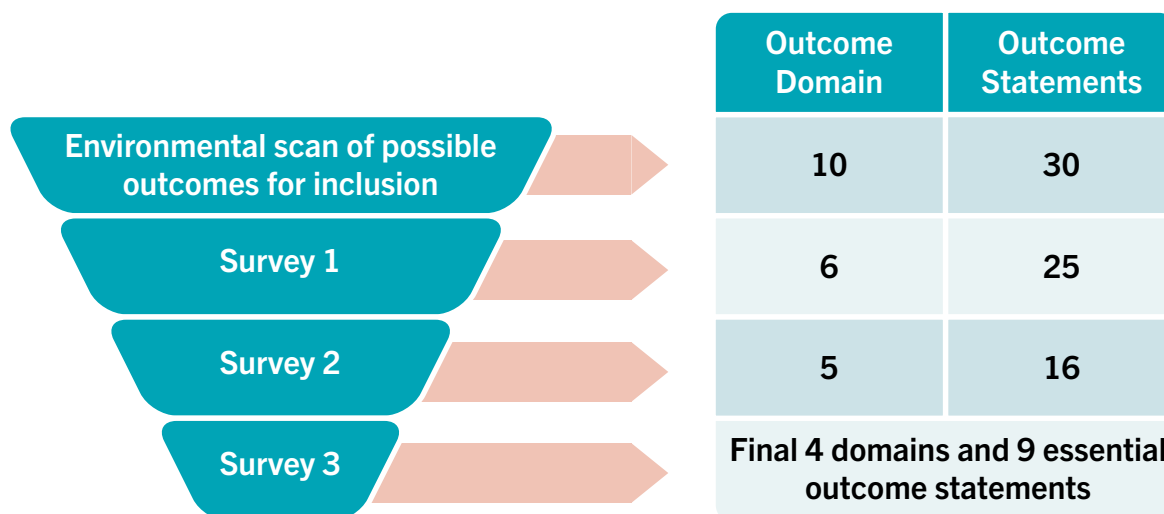 Outcome
Domain
Outcome
Statements
Environmental scan of possible
outcomes for inclusion
10
30
Survey 1
6
25
Survey 2
5
16
Survey 3
Final 4 domains and 9 essential
outcome statements